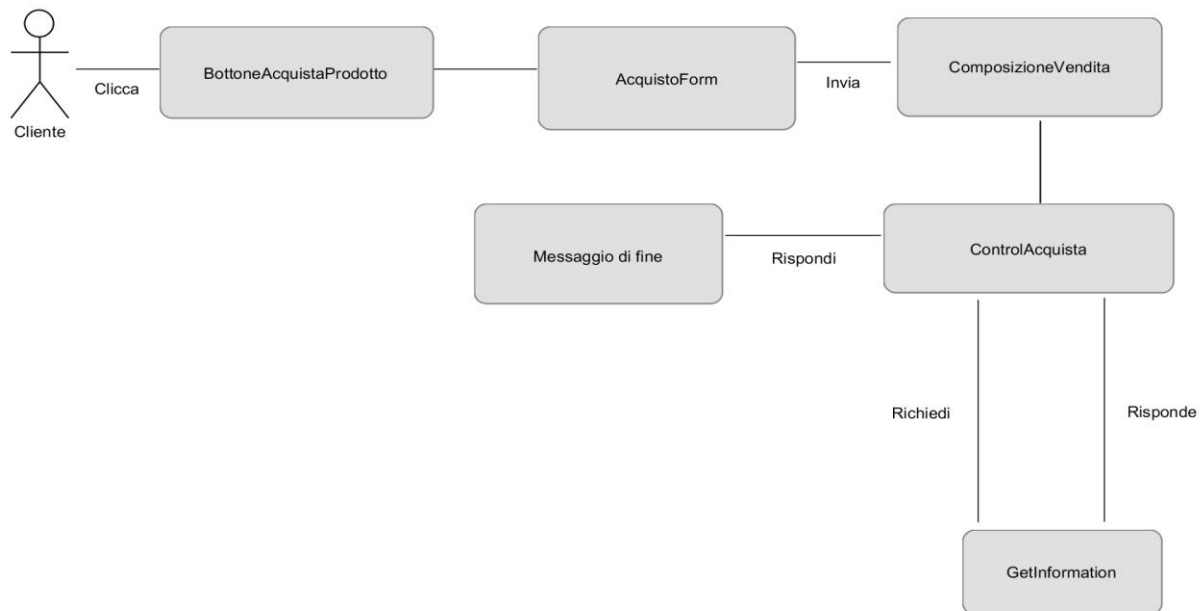 BottoneAcquistaProdotto
AcquistoForm
ComposizioneVendita
Clicca
Invia
Cliente
Messaggio di fine
Rispondi
ControlAcquista
Richiedi
Risponde
GetInformation